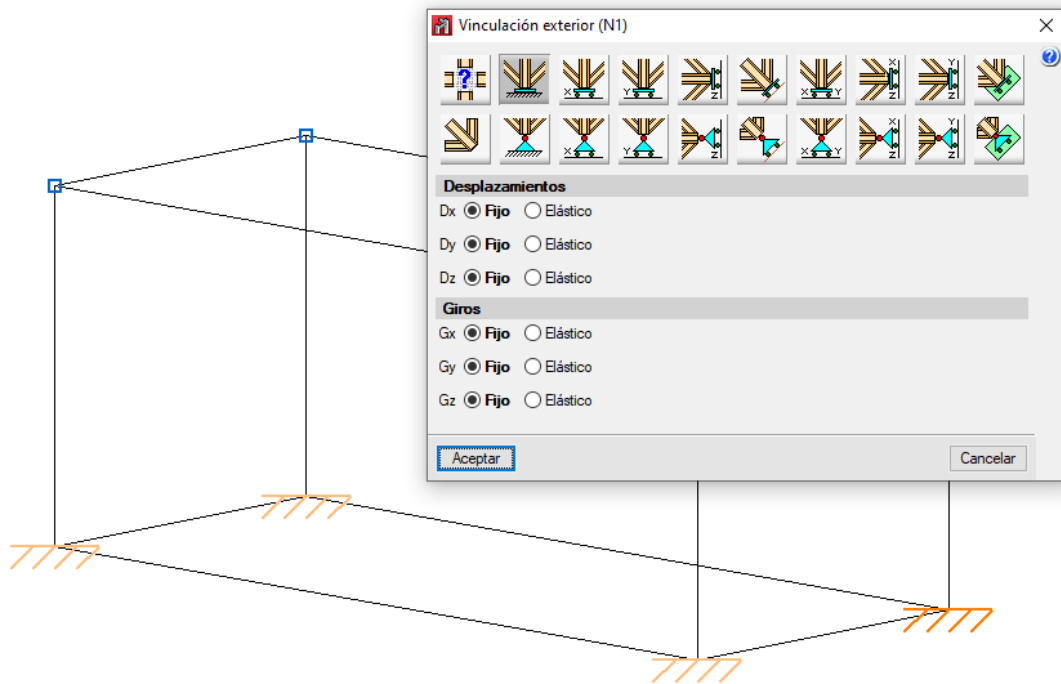 Vinculación exterior (N1)
?
X Y Z X Y X Z Y Z
X Y Z X Y X Z Y Z
Desplazamientos
Dx Fijo Elástico
Dy Fijo Elástico
Dz Fijo Elástico
Giros
Gx Fijo Elástico
Gy Fijo Elástico
Gz Fijo Elástico
Aceptar Cancelar